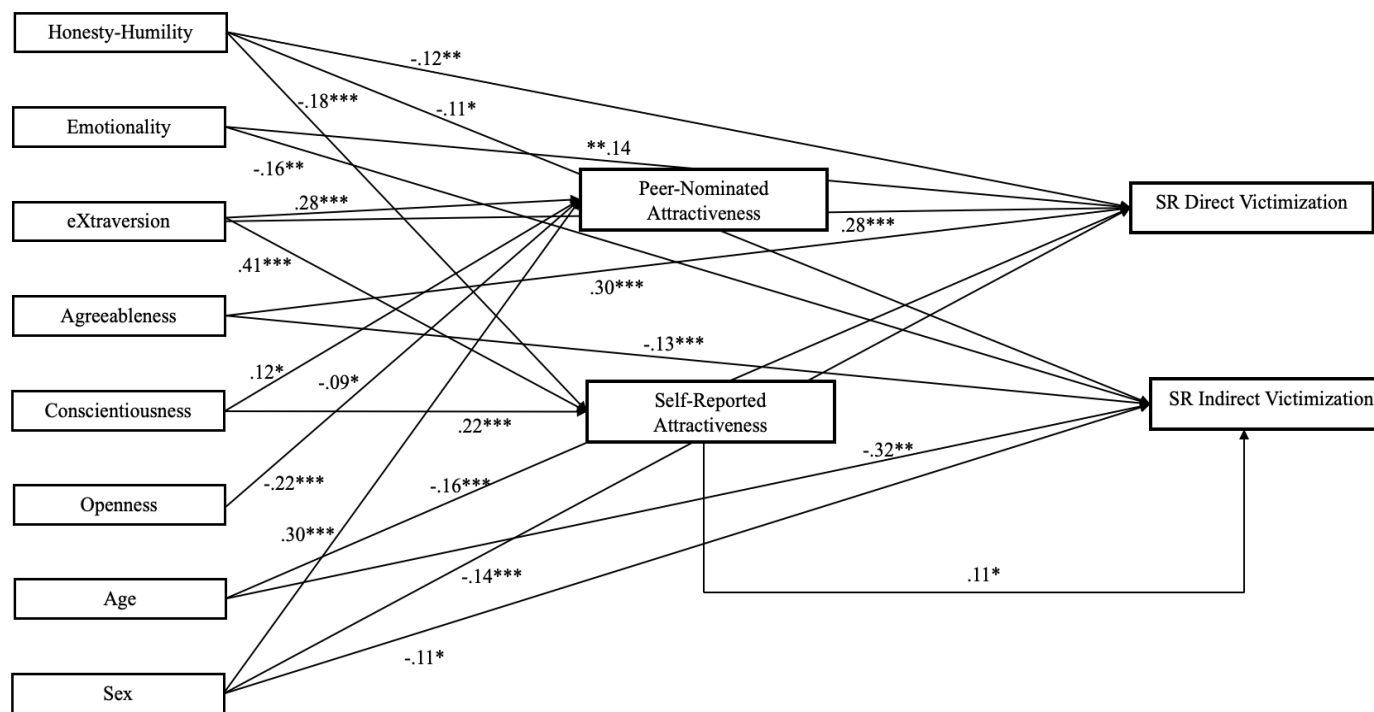 Honesty-Humility
-.12**
-.18***
-.11*
Emotionality
**.14
-.16**
Peer-Nominated
Attractiveness
SR Direct Victimization
eXtraversion
.28***
.28***
.41***
.30***
Agreeableness
-.13***
.12*
-.09*
Conscientiousness
Self-Reported
Attractiveness
SR Indirect Victimization
.22***
-.32**
Openness
-.22***
-.16***
.30***
Age
-.14***
.11*
-.11*
Sex